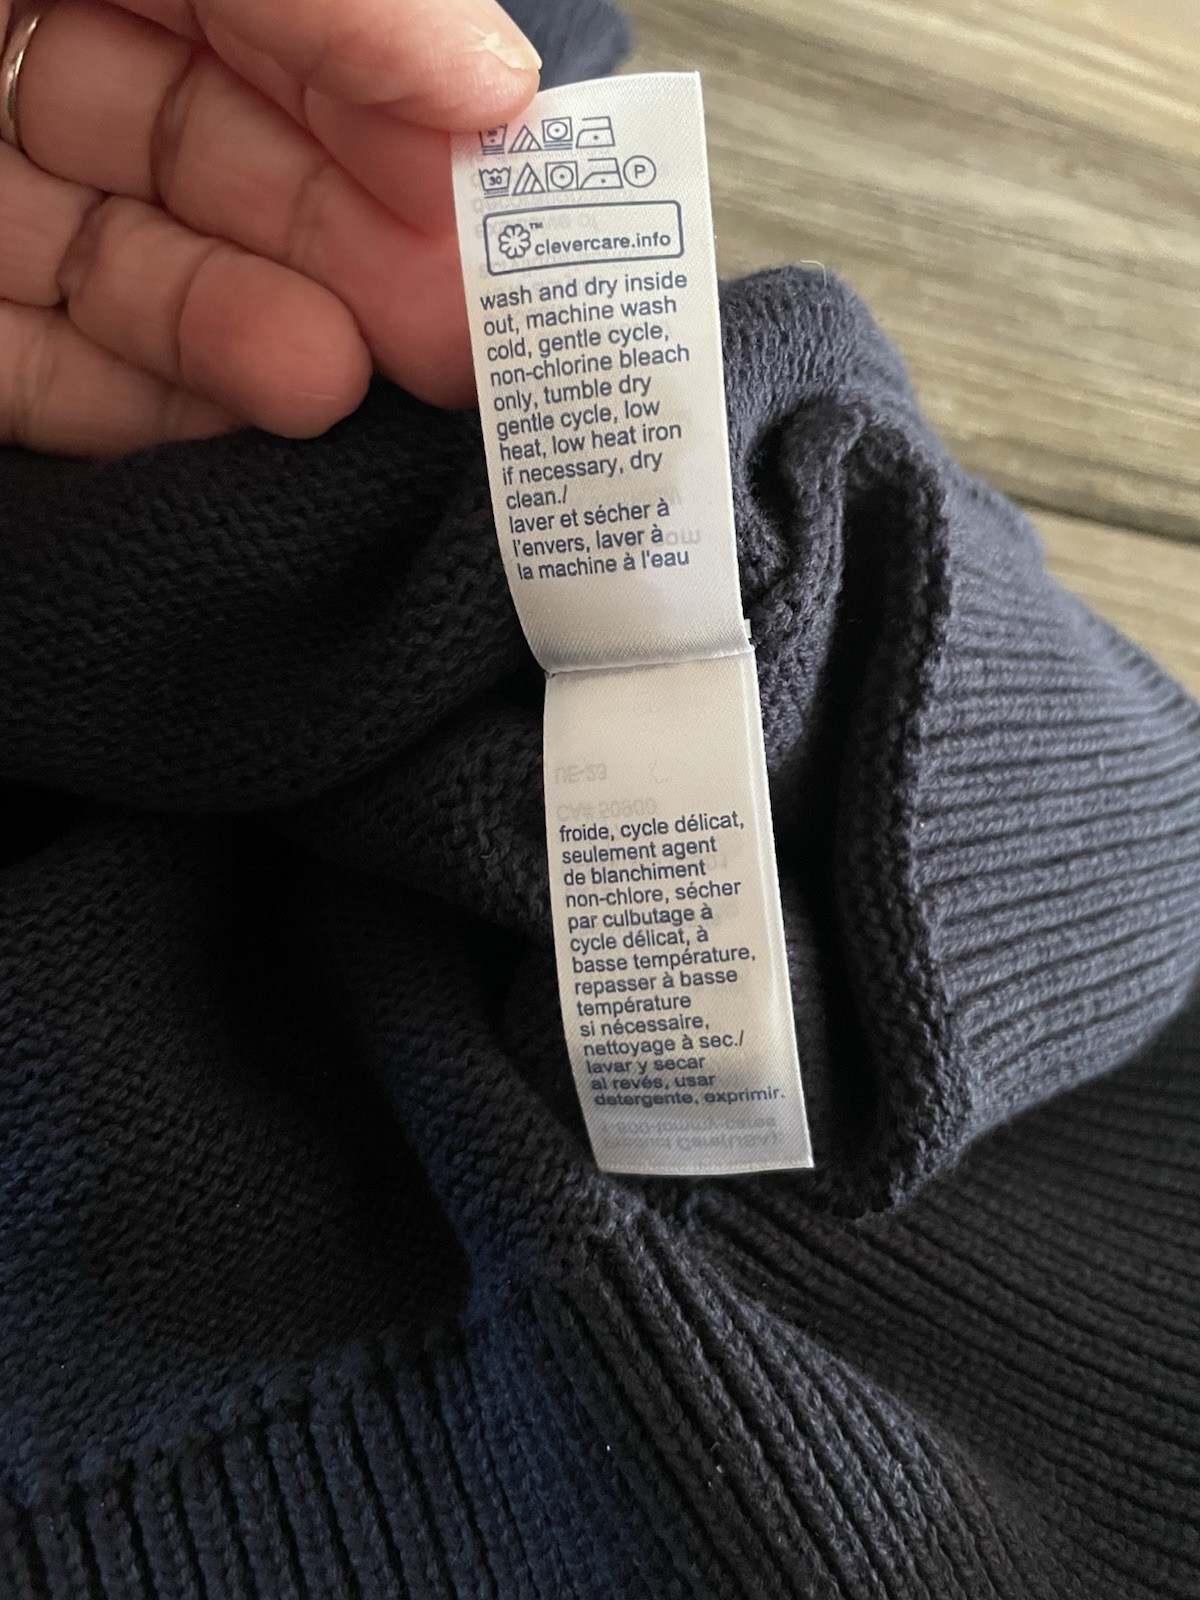 30
P
clevercare.info
wash and dry inside
out, machine wash
cold, gentle cycle,
non-chlorine bleach
only, tumble dry
gentle cycle, low
heat, low heat iron
if necessary, dry
clean./
laver et sécher à
l'envers, laver à
la machine à l'eau
froide, cycle délicat,
seulement agent
de blanchiment
non-chlore, sécher
par culbutage à
cycle délicat, à
basse température,
repasser à basse
température
si nécessaire,
nettoyage à sec./
lavar y secar
al revés, usar
detergente, exprimir.